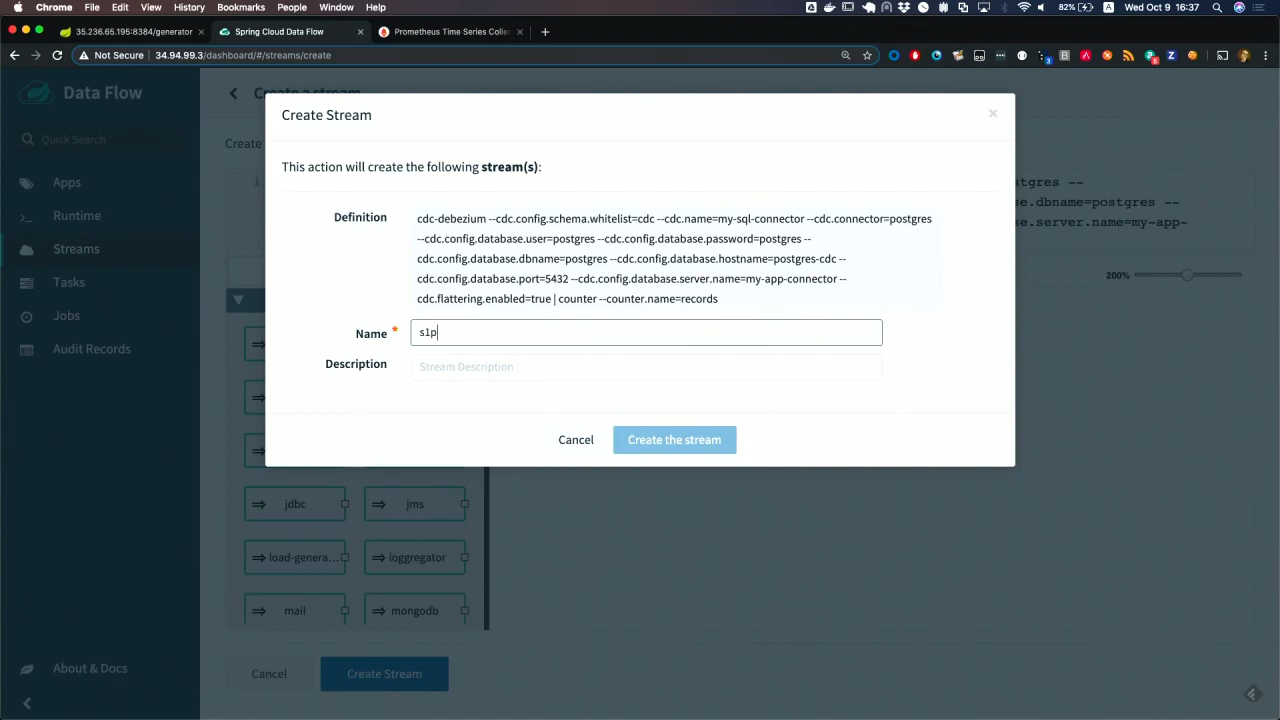 Chrome File Edit View History Bookmarks People Window Help
82% Wed Oct 9 16:37
35.236.65.195:8384/generator
Spring Cloud Data Flow
Prometheus Time Series Colle
Not Secure 34.94.99.3/dashboard/#/streams/create
Data Flow
Quick Search
Apps
Runtime
Streams
Tasks
Jobs
Audit Records
About & Docs
Create a stream
Create
1
stgres --
se.dbname=postgres --
se.server.name=my-app-
200%
Create Stream
×
This action will create the following stream(s):
Definition
cdc-debezium --cdc.config.schema.whitelist=cdc --cdc.name=my-sql-connector --cdc.connector=postgres
--cdc.config.database.user=postgres --cdc.config.database.password=postgres --
cdc.config.database.dbname=postgres --cdc.config.database.hostname=postgres-cdc --
cdc.config.database.port=5432 --cdc.config.database.server.name=my-app-connector --
cdc.flattering.enabled=true | counter --counter.name=records
Name *
s1p
Description
Stream Description
Cancel
Create the stream
jdbc
jms
load-genera...
loggregator
mail
mongodb
Cancel
Create Stream